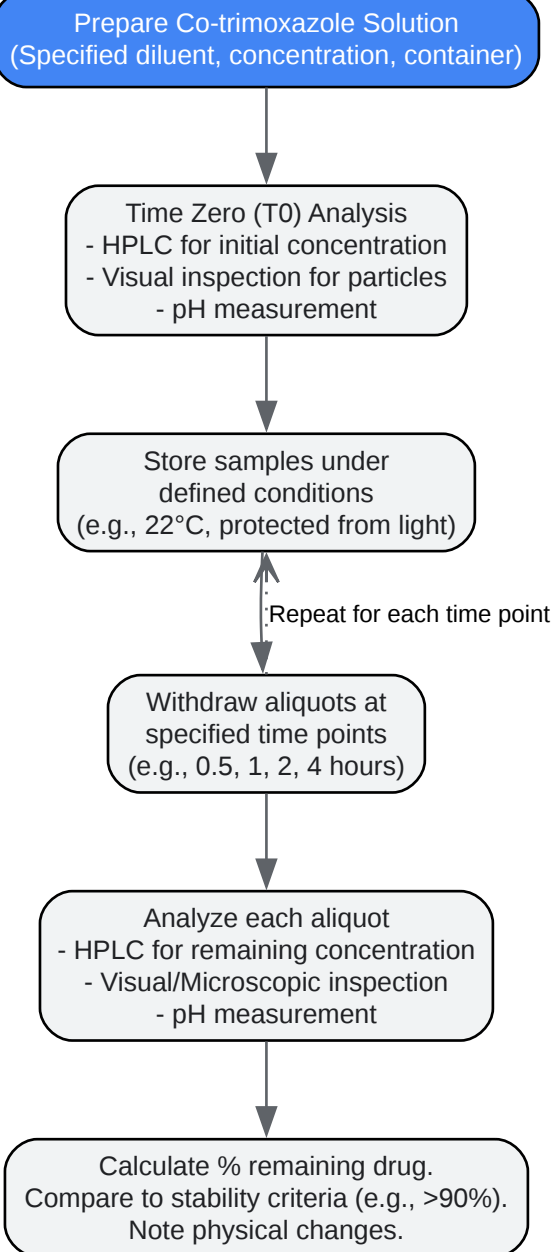 Prepare Co-trimoxazole Solution
(Specified diluent, concentration, container)
Time Zero (T0) Analysis
- HPLC for initial concentration
- Visual inspection for particles
- pH measurement
Store samples under
defined conditions
(e.g., 22°C, protected from light)
Repeat for each time point
Withdraw aliquots at
specified time points
(e.g., 0.5, 1, 2, 4 hours)
Analyze each aliquot
- HPLC for remaining concentration
- Visual/Microscopic inspection
- pH measurement
Calculate % remaining drug.
Compare to stability criteria (e.g., >90%).
Note physical changes.